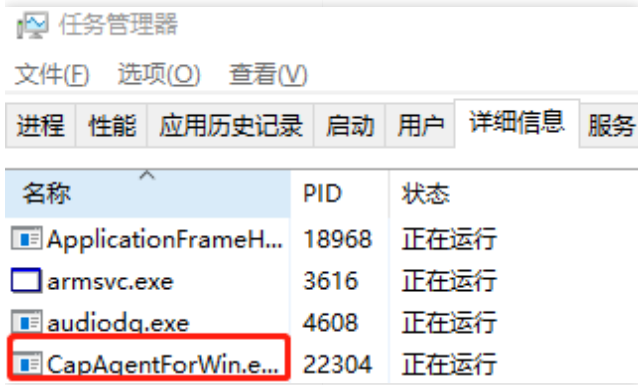 任务管理器
文件(F) 选项(O) 查看(V)
进程 性能 应用历史记录 启动 用户 详细信息 服务
名称 PID 状态
ApplicationFrameH... 18968 正在运行
armsvc.exe 3616 正在运行
audiodg.exe 4608 正在运行
CapAgentForWin.e... 22304 正在运行